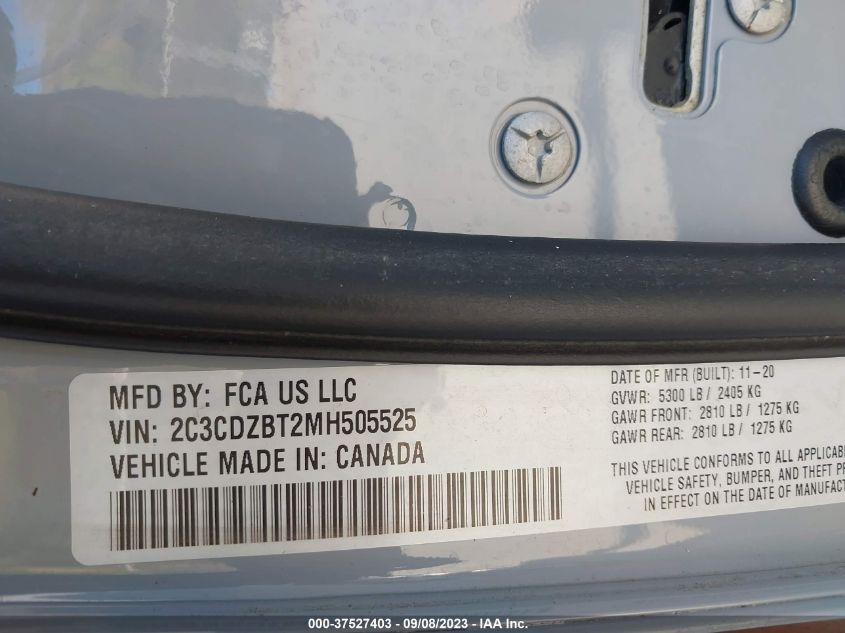 MFD BY: FCA US LLC
VIN: 2C3CDZBT2MH505525
VEHICLE MADE IN: CANADA
DATE OF MFR (BUILT): 11-20
GVWR: 5300 LB / 2405 KG
GAWR FRONT: 2810 LB / 1275 KG
GAWR REAR: 2810 LB / 1275 KG
THIS VEHICLE CONFORMS TO ALL
VEHICLE SAFETY, BUMPER, AND THEFT
IN EFFECT ON THE DATE OF
000-37527403 - 09/08/2023 - © IAA Inc.